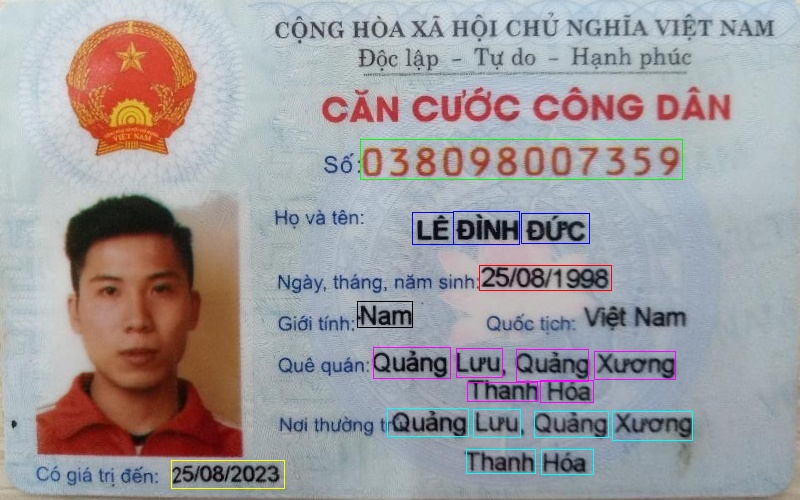 CỘNG HÒA XÃ HỘI CHỦ NGHĨA VIỆT NAM
Độc lập - Tự do - Hạnh phúc
CĂN CƯỚC CÔNG DÂN
Số: 038098007359
Họ và tên: LÊ ĐÌNH ĐỨC
Ngày, tháng, năm sinh: 25/08/1998
Giới tính: Nam Quốc tịch: Việt Nam
Quê quán: Quảng Lưu, Quảng Xương
Thanh Hóa
Nơi thường Quảng Lưu, Quảng Xương
Thanh Hóa
Có giá trị đến: 25/08/2023